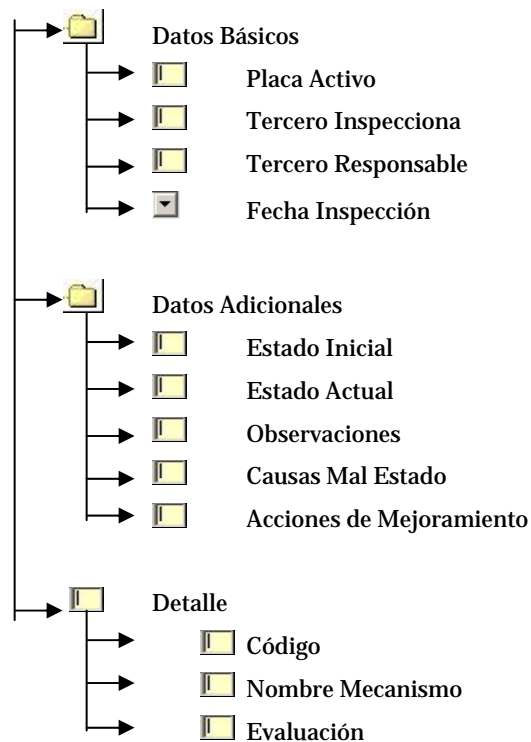 Datos Básicos
Placa Activo
Tercero Inspecciona
Tercero Responsable
Fecha Inspección
Datos Adicionales
Estado Inicial
Estado Actual
Observaciones
Causas Mal Estado
Acciones de Mejoramiento
Detalle
Código
Nombre Mecanismo
Evaluación